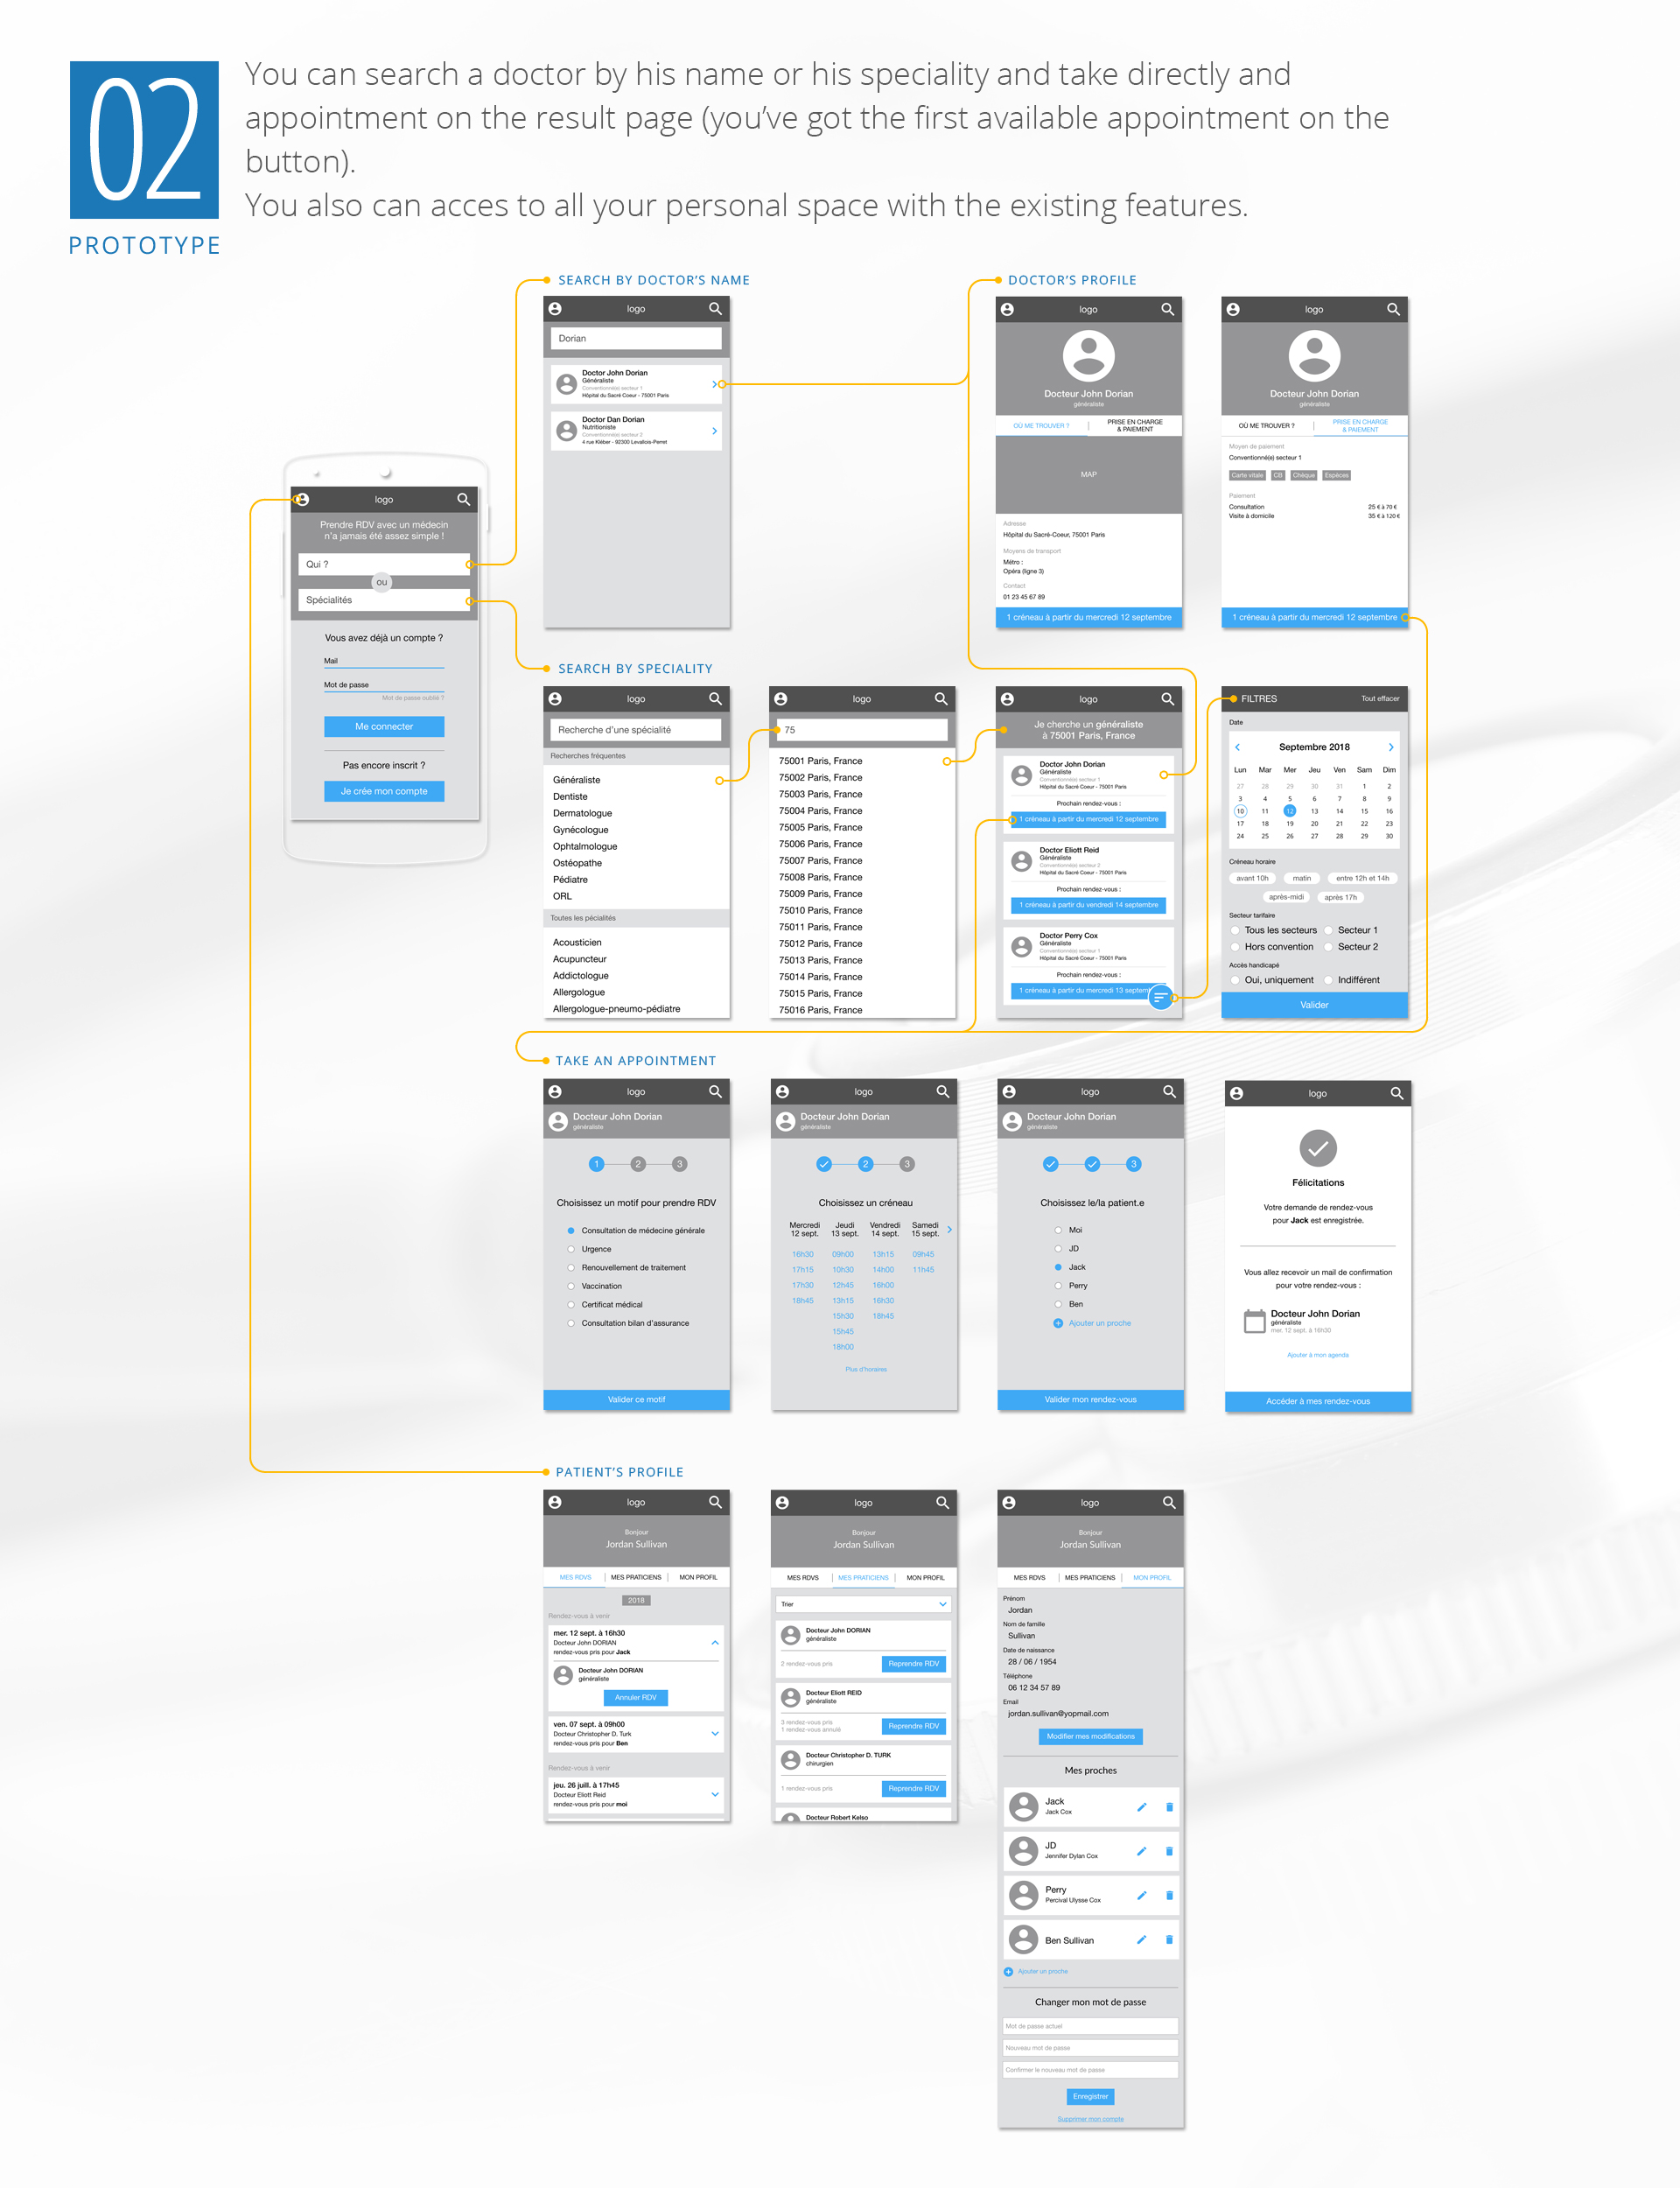 02
PROTOTYPE
You can search a doctor by his name or his speciality and take directly and
appointment on the result page (you've got the first available appointment on the
button).
You also can acces to all your personal space with the existing features.
logo
Prendre RDV avec un médecin
n'a jamais été assez simple !
Qui ?
ou
Spécialités
Vous avez déjà un compte ?
Mail
Mot de passe
Mot de passe oublié ?
Me connecter
Pas encore inscrit ?
Je crée mon compte
SEARCH BY DOCTOR'S NAME
logo
Dorian
Doctor John Dorian
Généraliste
Conventionné(e) secteur 1
Hôpital du Sacré Coeur - 75001 Paris
Doctor Dan Dorian
Nutritioniste
Conventionné(e) secteur 2
4 rue Kléber - 92300 Levallois-Perret
DOCTOR'S PROFILE
logo
Docteur John Dorian
généraliste
OÙ ME TROUVER ?
PRISE EN CHARGE
& PAIEMENT
MAP
Adresse
Hôpital du Sacré-Coeur, 75001 Paris
Moyens de transport
Métro :
Opéra (ligne 3)
Contact
01 23 45 67 89
1 créneau à partir du mercredi 12 septembre
logo
Docteur John Dorian
généraliste
OÙ ME TROUVER ?
PRISE EN CHARGE
& PAIEMENT
Moyen de paiement
Conventionné(e) secteur 1
Carte vitale CB Chèque Espèces
Paiement
Consultation 25 € à 70 €
Visite à domicile 35 € à 120 €
1 créneau à partir du mercredi 12 septembre
SEARCH BY SPECIALITY
logo
Recherche d'une spécialité
Recherches fréquentes
Généraliste
Dentiste
Dermatologue
Gynécologue
Ophtalmologue
Ostéopathe
Pédiatre
ORL
Toutes les pécialités
Acousticien
Acupuncteur
Addictologue
Allergologue
Allergologue-pneumo-pédiatre
logo
75
75001 Paris, France
75002 Paris, France
75003 Paris, France
75004 Paris, France
75005 Paris, France
75006 Paris, France
75007 Paris, France
75008 Paris, France
75009 Paris, France
75010 Paris, France
75011 Paris, France
75012 Paris, France
75013 Paris, France
75014 Paris, France
75015 Paris, France
75016 Paris, France
logo
Je cherche un généraliste
à 75001 Paris, France
Doctor John Dorian
Généraliste
Conventionné(e) secteur 1
Hôpital du Sacré Coeur - 75001 Paris
Prochain rendez-vous :
1 créneau à partir du mercredi 12 septembre
Doctor Eliott Reid
Généraliste
Conventionné(e) secteur 2
Hôpital du Sacré Coeur - 75001 Paris
Prochain rendez-vous :
1 créneau à partir du vendredi 14 septembre
Doctor Perry Cox
Généraliste
Conventionné(e) secteur 1
Hôpital du Sacré Coeur - 75001 Paris
Prochain rendez-vous :
1 créneau à partir du mercredi 13 septem
FILTRES Tout effacer
Date
Septembre 2018
Lun Mar Mer Jeu Ven Sam Dim
27 28 29 30 31 1 2
3 4 5 6 7 8 9
10 11 12 13 14 15 16
17 18 19 20 21 22 23
24 25 26 27 28 29 30
Créneau horaire
avant 10h matin entre 12h et 14h
après-midi après 17h
Secteur tarifaire
Tous les secteurs Secteur 1
Hors convention Secteur 2
Accès handicapé
Oui, uniquement Indifférent
Valider
TAKE AN APPOINTMENT
logo
Docteur John Dorian
généraliste
1 2 3
Choisissez un motif pour prendre RDV
Consultation de médecine générale
Urgence
Renouvellement de traitement
Vaccination
Certificat médical
Consultation bilan d'assurance
Valider ce motif
logo
Docteur John Dorian
généraliste
2 3
Choisissez un créneau
Mercredi Jeudi Vendredi Samedi
12 sept. 13 sept. 14 sept. 15 sept.
16h30 09h00 13h15 09h45
17h15 10h30 14h00 11h45
17h30 12h45 16h00
18h45 13h15 16h30
15h30 18h45
15h45
18h00
Plus d'horaires
logo
Docteur John Dorian
généraliste
3
Choisissez le/la patient.e
Moi
JD
Jack
Perry
Ben
Ajouter un proche
Valider mon rendez-vous
logo
Félicitations
Votre demande de rendez-vous
pour Jack est enregistrée.
Vous allez recevoir un mail de confirmation
pour votre rendez-vous :
Docteur John Dorian
généraliste
mer. 12 sept. à 16h30
Ajouter à mon agenda
Accéder à mes rendez-vous
PATIENT'S PROFILE
logo
Bonjour
Jordan Sullivan
MES RDVS MES PRATICIENS MON PROFIL
2018
Rendez-vous à venir
mer. 12 sept. à 16h30
Docteur John DORIAN
rendez-vous pris pour Jack
Docteur John DORIAN
généraliste
Annuler RDV
ven. 07 sept. à 09h00
Docteur Christopher D. Turk
rendez-vous pris pour Ben
Rendez-vous à venir
jeu. 26 juill. à 17h45
Docteur Eliott Reid
rendez-vous pris pour moi
logo
Bonjour
Jordan Sullivan
MES RDVS MES PRATICIENS MON PROFIL
Trier
Docteur John DORIAN
généraliste
2 rendez-vous pris
Reprendre RDV
Docteur Eliott REID
généraliste
3 rendez-vous pris
1 rendez-vous annulé
Reprendre RDV
Docteur Christopher D. TURK
chirurgien
1 rendez-vous pris
Reprendre RDV
Docteur Robert Kelso
logo
Bonjour
Jordan Sullivan
MES RDVS MES PRATICIENS MON PROFIL
Prénom
Jordan
Nom de famille
Sullivan
Date de naissance
28 / 06 / 1954
Téléphone
06 12 34 57 89
Email
jordan.sullivan@yopmail.com
Modifier mes modifications
Mes proches
Jack
Jack Cox
JD
Jennifer Dylan Cox
Perry
Percival Ulysse Cox
Ben Sullivan
Ajouter un proche
Changer mon mot de passe
Mot de passe actuel
Nouveau mot de passe
Confirmer le nouveau mot de passe
Enregistrer
Supprimer mon compte